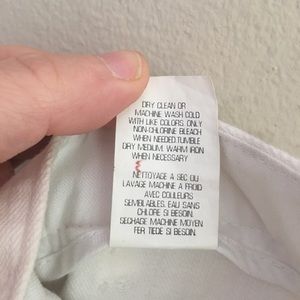 DRY CLEAN OR
MACHINE WASH COLD
WITH LIKE COLORS. ONLY
NON-CHLORINE BLEACH
WHEN NEEDED.TUMBLE
DRY MEDIUM. WARM IRON
WHEN NECESSARY
NETTOYAGE A SEC OU
LAVAGE MACHINE A FROID
AVEC COULEURS
SEMBLABLES. EAU SANS
CHLORE SI BESOIN.
SECHAGE MACHINE MOYEN
FER TIEDE SI BESOIN.